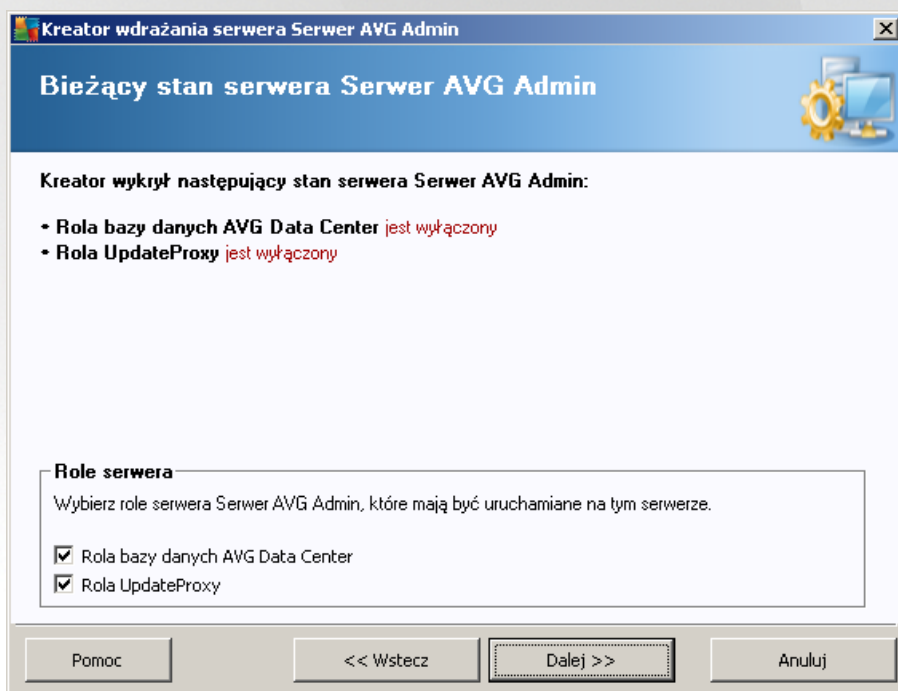 Kreator wdrażania serwera Serwer AVG Admin
Bieżący stan serwera Serwer AVG Admin
Kreator wykrył następujący stan serwera Serwer AVG Admin:
• Rola bazy danych AVG Data Center jest wyłączony
• Rola UpdateProxy jest wyłączony
Role serwera
Wybierz role serwera Serwer AVG Admin, które mają być uruchamiane na tym serwerze.
Rola bazy danych AVG Data Center
Rola UpdateProxy
Pomoc << Wstecz Dalej >> Anuluj